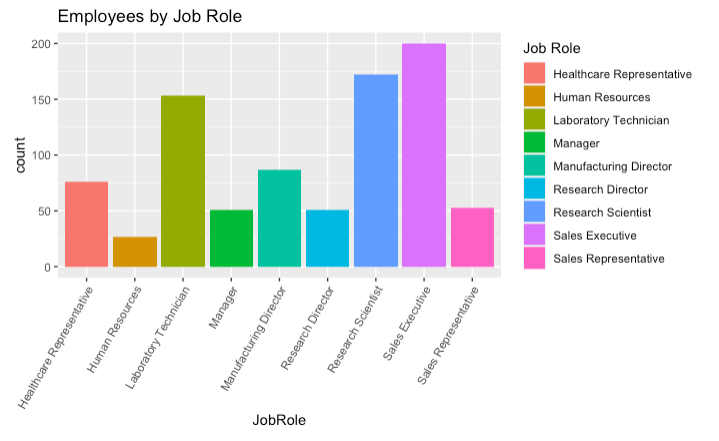 Employees by Job Role
count
200
150
100
50
0
Healthcare Representative
Human Resources
Laboratory Technician
Manager
Manufacturing Director
Research Director
Research Scientist
Sales Executive
Sales Representative
JobRole
Job Role
Healthcare Representative
Human Resources
Laboratory Technician
Manager
Manufacturing Director
Research Director
Research Scientist
Sales Executive
Sales Representative